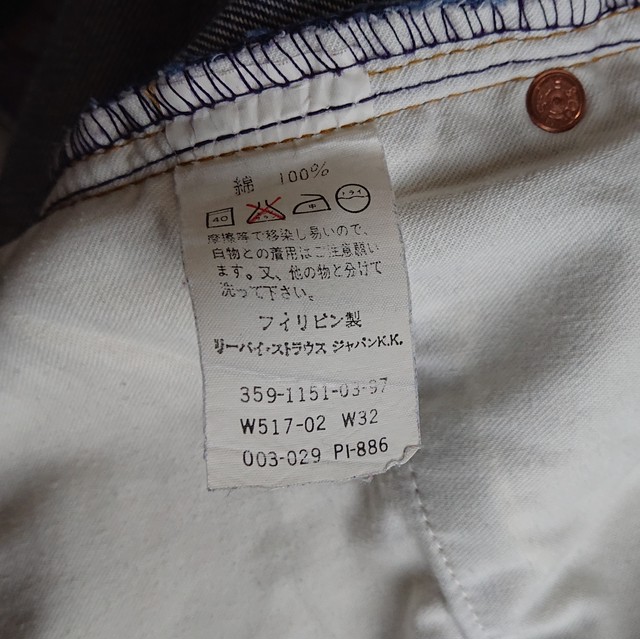 綿 100%
40 中 ドライ
摩擦等で移染し易いので、
白物との着用はご注意願い
ます。又、他の物と分けて
洗って下さい。
フィリピン製
リーバイ・ストラウス ジャパンK.K.
359-1151-03-97
W517-02 W32
003-029 PI-886